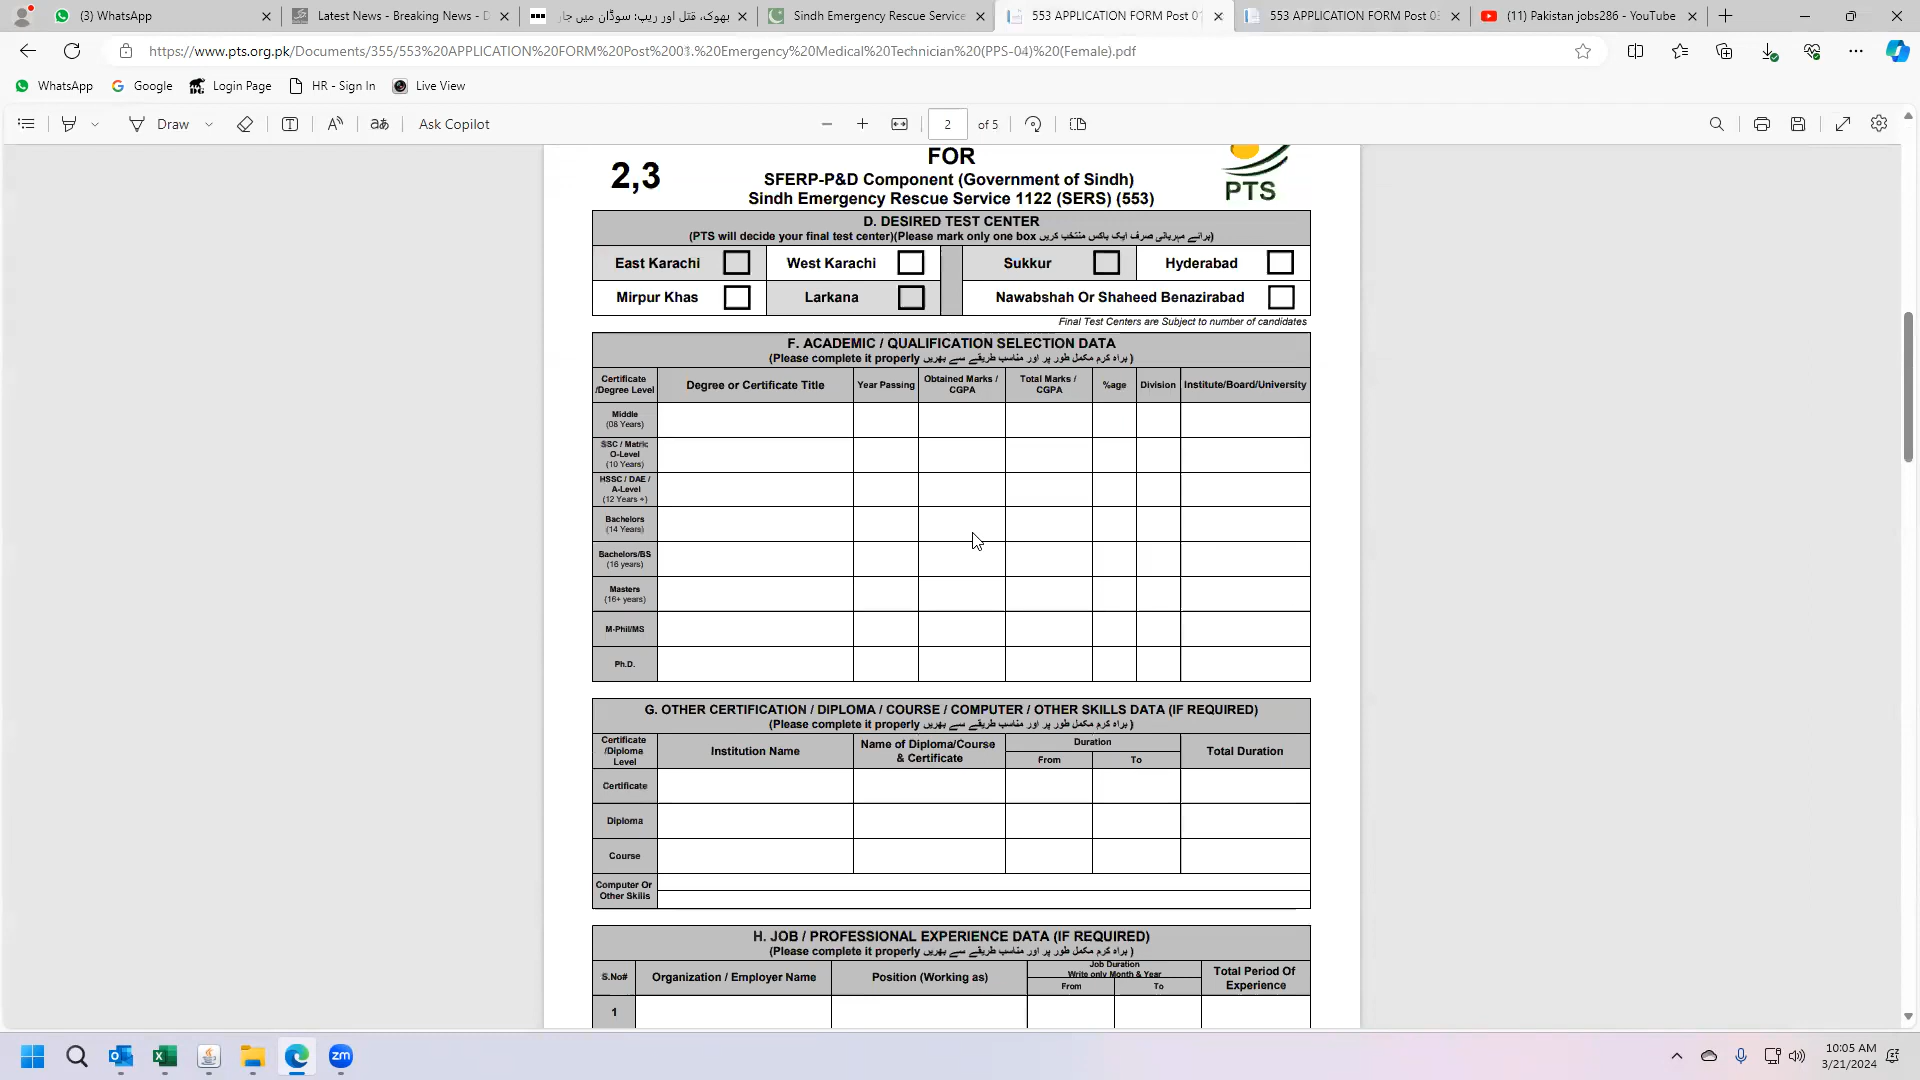 (3) WhatsApp
Latest News - Breaking News - D
بھوک، قتل اور ریپ: سوڈان میں جار
Sindh Emergency Rescue Service
553 APPLICATION FORM Post 01
553 APPLICATION FORM Post 03
(11) Pakistan jobs286 - YouTube
https://www.pts.org.pk/Documents/355/553%20APPLICATION%20FORM%20Post%2001.%20Emergency%20Medical%20Technician%20(PPS-04)%20(Female).pdf
WhatsApp
Google
Login Page
HR - Sign In
Live View
Draw
Ask Copilot
2
of 5
FOR
2,3
SFERP-P&D Component (Government of Sindh)
Sindh Emergency Rescue Service 1122 (SERS) (553)
PTS
D. DESIRED TEST CENTER
(PTS will decide your final test center)(Please mark only one box برائے مہربانی صرف ایک باکس منتخب کریں)
East Karachi
West Karachi
Sukkur
Hyderabad
Mirpur Khas
Larkana
Nawabshah Or Shaheed Benazirabad
Final Test Centers are Subject to number of candidates
F. ACADEMIC / QUALIFICATION SELECTION DATA
(Please complete it properly براہ کرم مکمل طور پر اور مناسب طریقے سے بھریں)
Certificate
/Degree Level
Degree or Certificate Title
Year Passing
Obtained Marks /
CGPA
Total Marks /
CGPA
%age
Division
Institute/Board/University
Middle
(08 Years)
SSC / Matric
O-Level
(10 Years)
HSSC / DAE /
A-Level
(12 Years +)
Bachelors
(14 Years)
Bachelors/BS
(16 years)
Masters
(16+ years)
M-Phil/MS
Ph.D.
G. OTHER CERTIFICATION / DIPLOMA / COURSE / COMPUTER / OTHER SKILLS DATA (IF REQUIRED)
(Please complete it properly براہ کرم مکمل طور پر اور مناسب طریقے سے بھریں)
Certificate
/Diploma
Level
Institution Name
Name of Diploma/Course
& Certificate
Duration
From
To
Total Duration
Certificate
Diploma
Course
Computer Or
Other Skills
H. JOB / PROFESSIONAL EXPERIENCE DATA (IF REQUIRED)
(Please complete it properly براہ کرم مکمل طور پر اور مناسب طریقے سے بھریں)
S.No#
Organization / Employer Name
Position (Working as)
Job Duration
Write only Month & Year
From
To
Total Period Of
Experience
1
zm
10:05 AM
3/21/2024